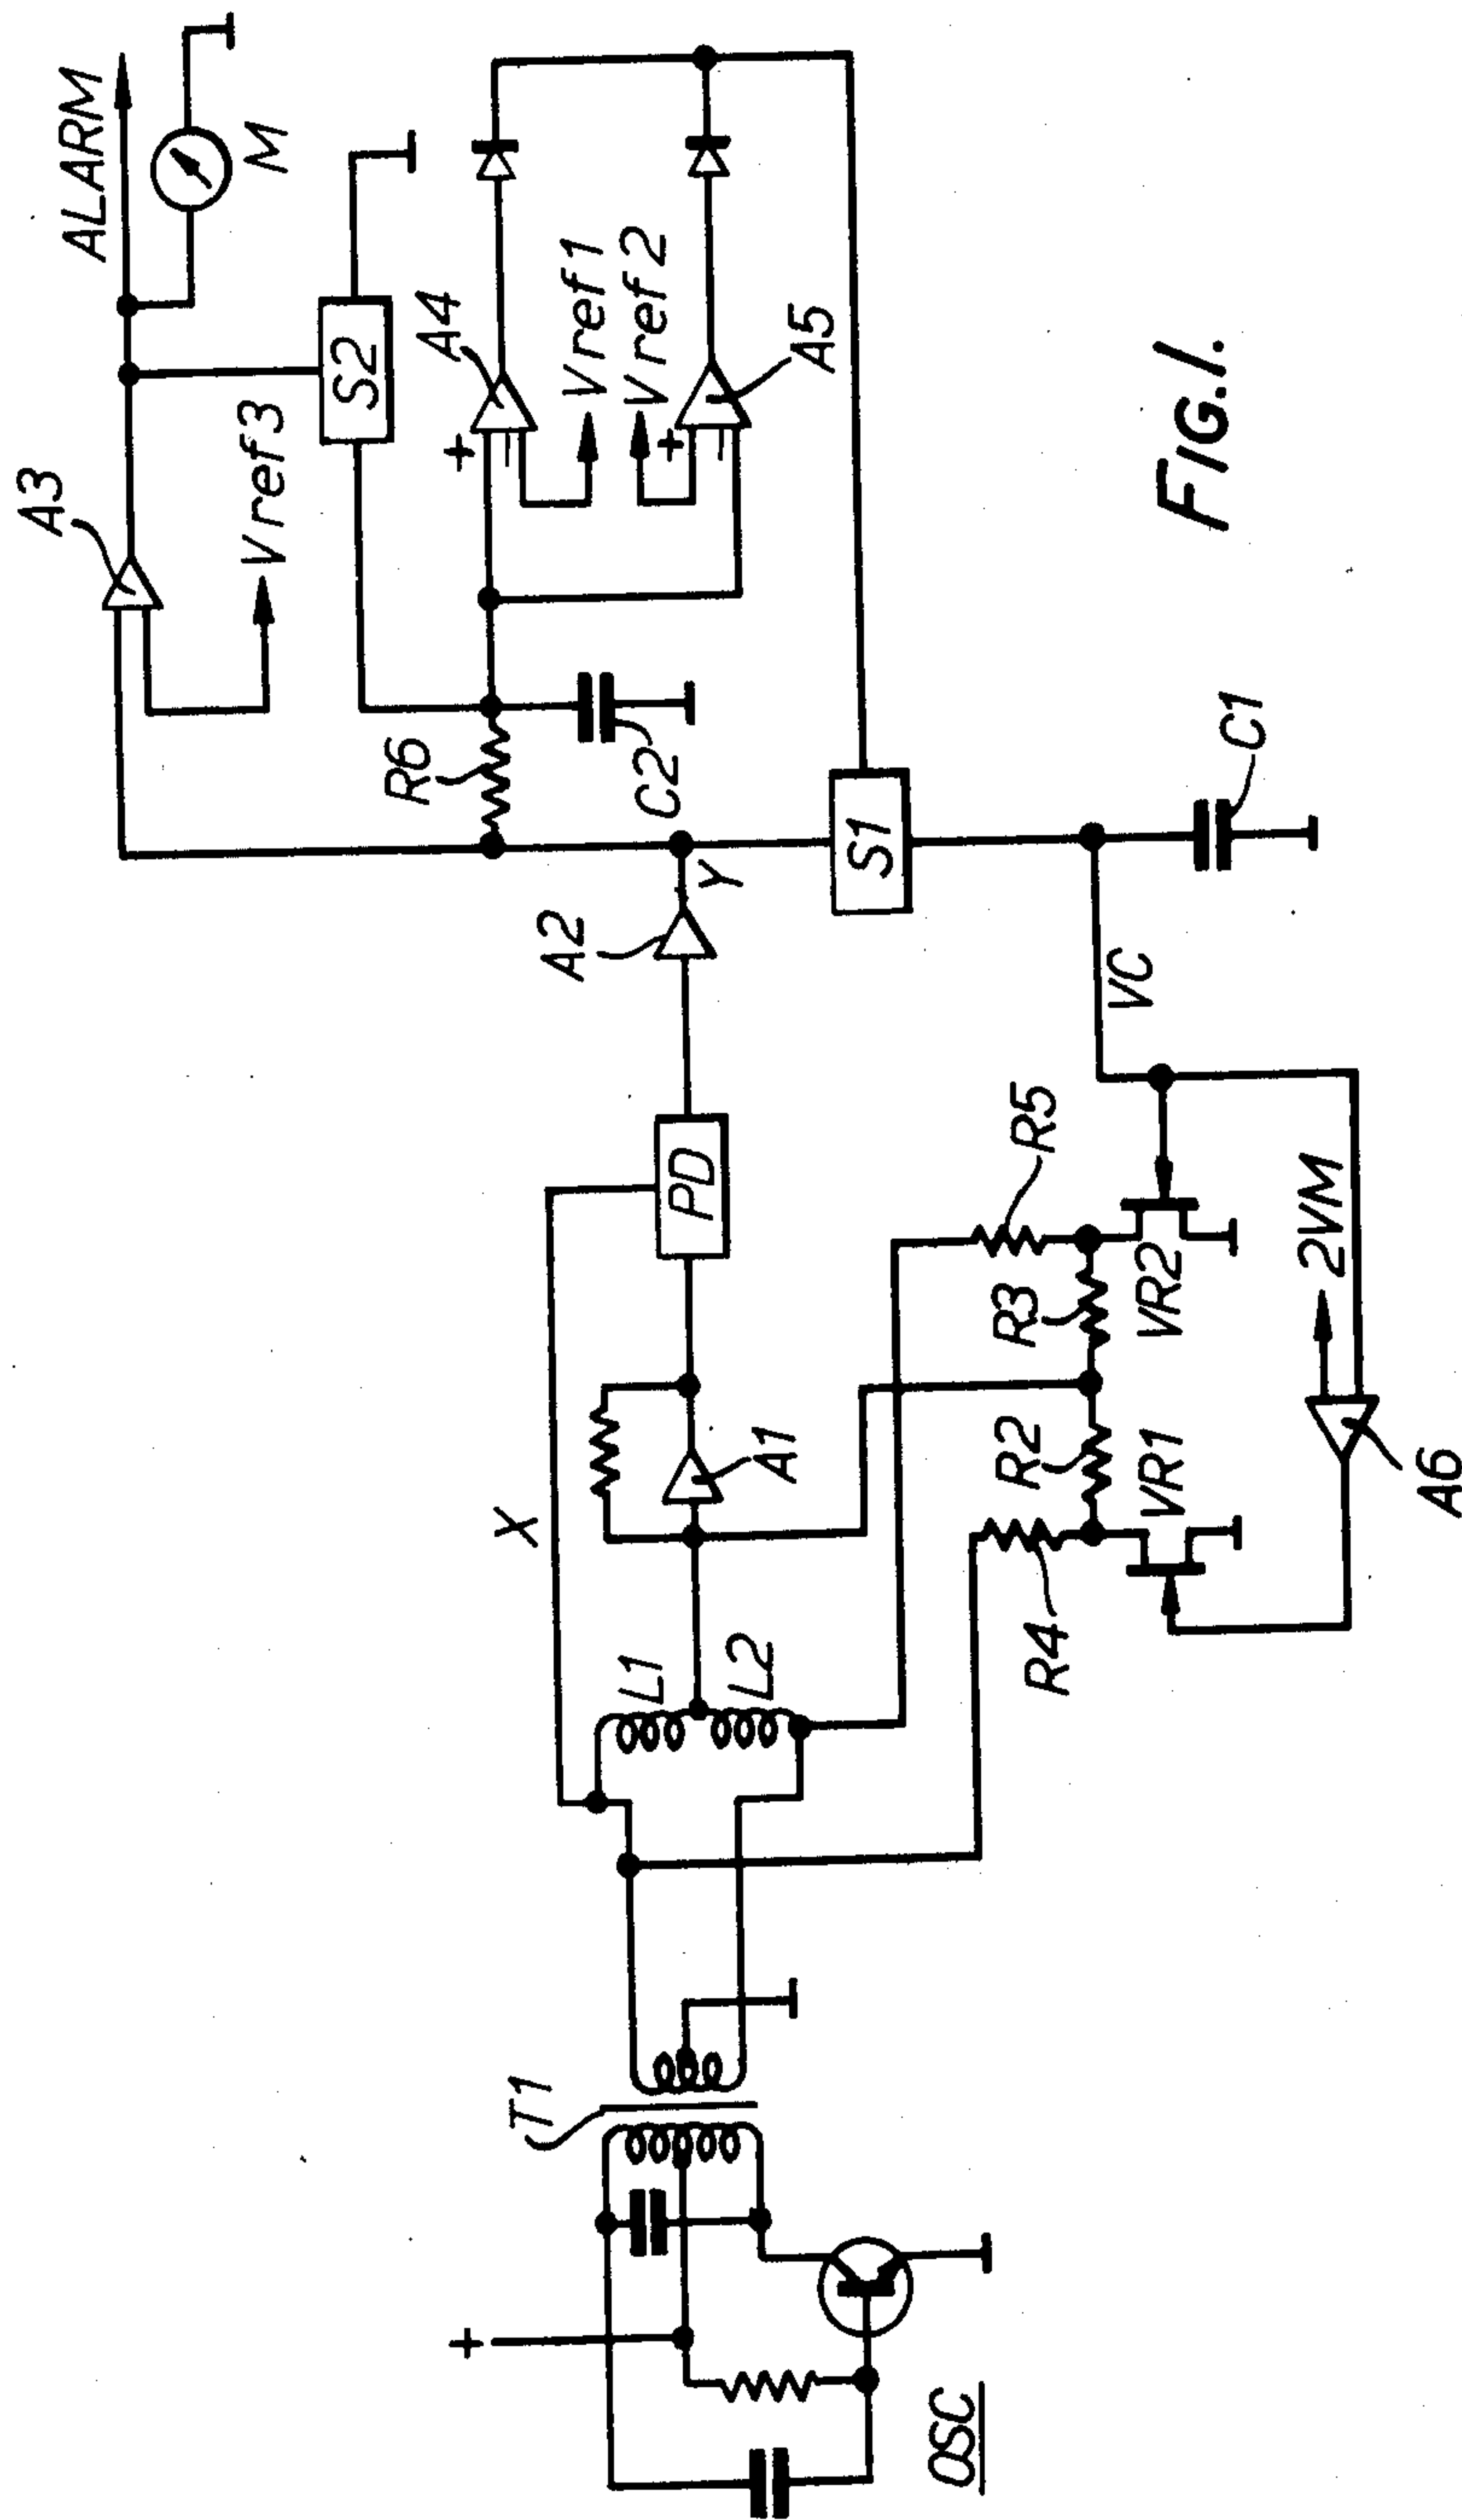 OSC
+
T1
X
L1
L2
R4
A1
R2
VR1
A6
PD
R3
VR2
2VM
R5
VC
A2
Y
S1
C1
R6
C2
A3
Vref3
S2
A4
+
−
Vref1
Vref2
+
−
A5
ALARM
M
FIG.1.